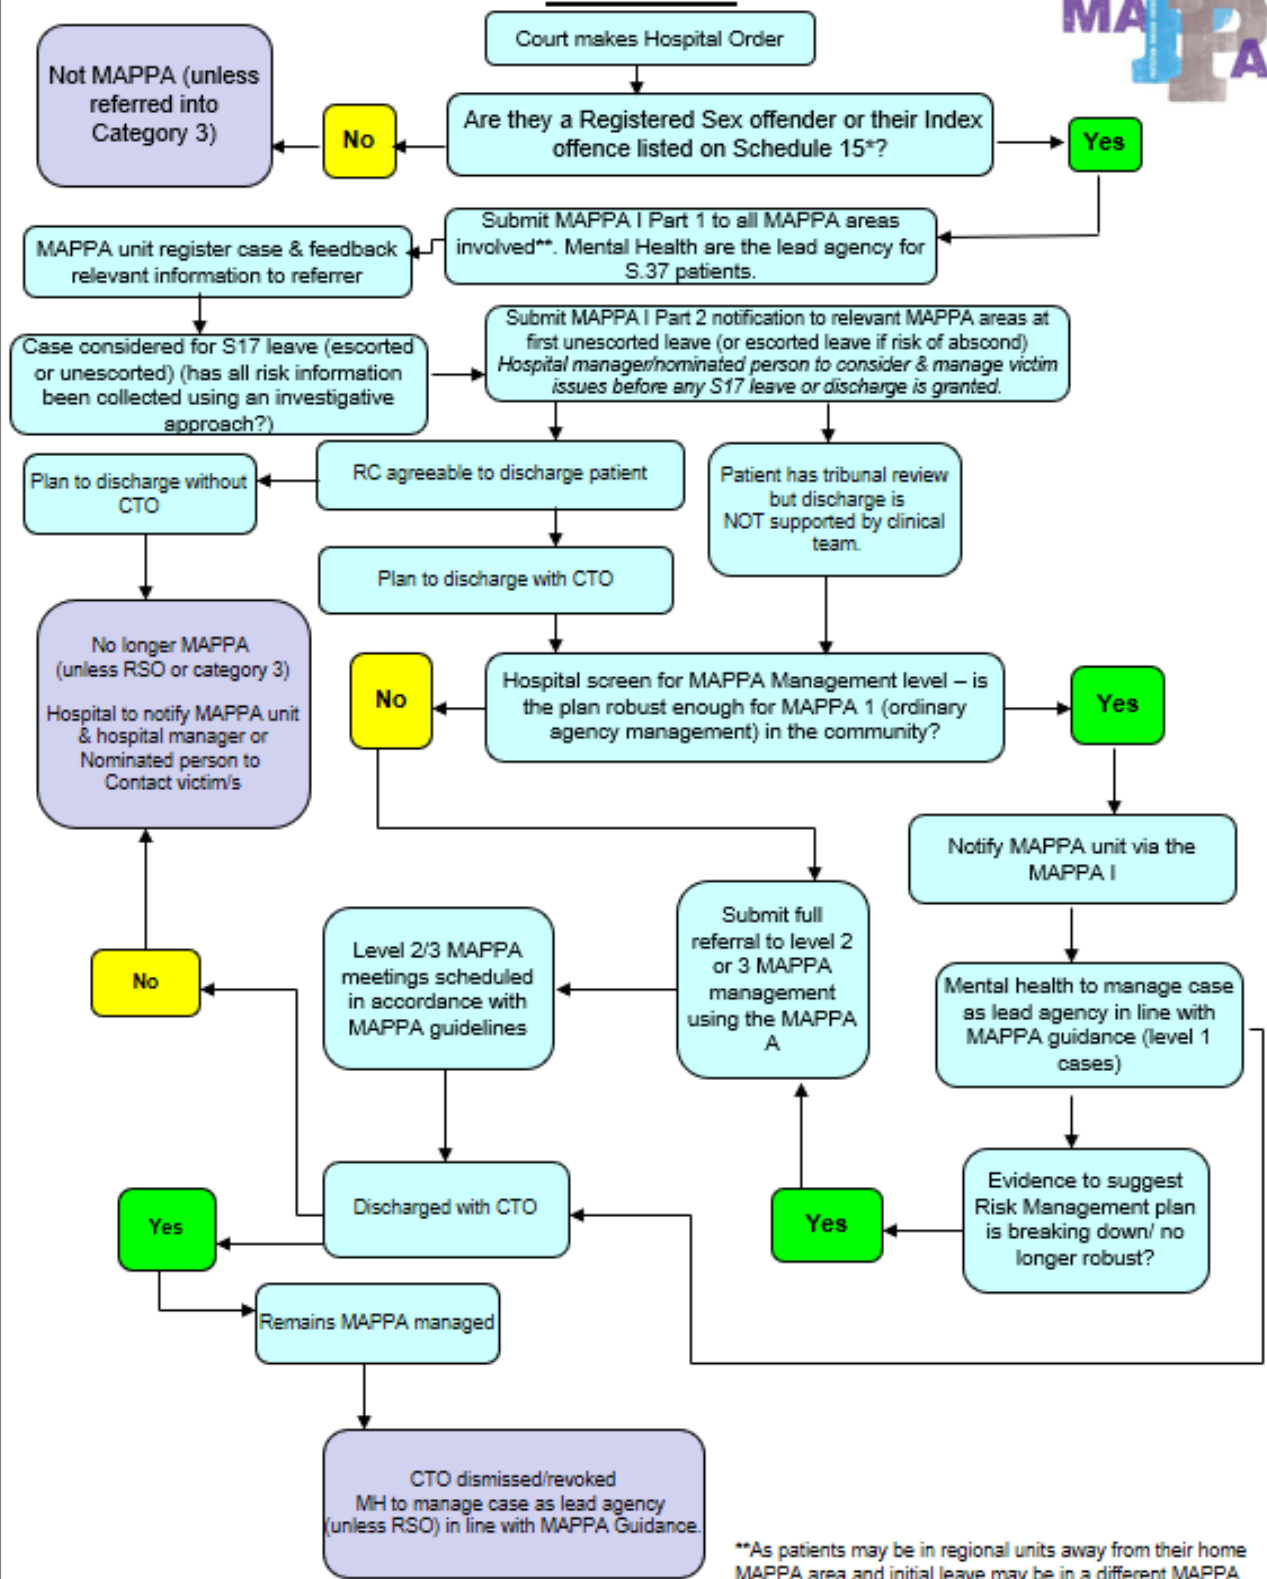 MAPPA
Court makes Hospital Order
Not MAPPA (unless
referred into
Category 3)
No
Are they a Registered Sex offender or their Index
offence listed on Schedule 15*?
Yes
Submit MAPPA I Part 1 to all MAPPA areas
involved**. Mental Health are the lead agency for
S.37 patients.
MAPPA unit register case & feedback
relevant information to referrer
Case considered for S17 leave (escorted
or unescorted) (has all risk information
been collected using an investigative
approach?)
Submit MAPPA I Part 2 notification to relevant MAPPA areas at
first unescorted leave (or escorted leave if risk of abscond)
Hospital manager/nominated person to consider & manage victim
issues before any S17 leave or discharge is granted.
Plan to discharge without
CTO
RC agreeable to discharge patient
Patient has tribunal review
but discharge is
NOT supported by clinical
team.
Plan to discharge with CTO
No longer MAPPA
(unless RSO or category 3)
Hospital to notify MAPPA unit
& hospital manager or
Nominated person to
Contact victim/s
No
Hospital screen for MAPPA Management level – is
the plan robust enough for MAPPA 1 (ordinary
agency management) in the community?
Yes
Notify MAPPA unit via the
MAPPA I
Submit full
referral to level 2
or 3 MAPPA
management
using the MAPPA
A
Level 2/3 MAPPA
meetings scheduled
in accordance with
MAPPA guidelines
No
Mental health to manage case
as lead agency in line with
MAPPA guidance (level 1
cases)
Evidence to suggest
Risk Management plan
is breaking down/ no
longer robust?
Yes
Discharged with CTO
Yes
Remains MAPPA managed
CTO dismissed/revoked
MH to manage case as lead agency
(unless RSO) in line with MAPPA Guidance.
**As patients may be in regional units away from their home
MAPPA area and initial leave may be in a different MAPPA